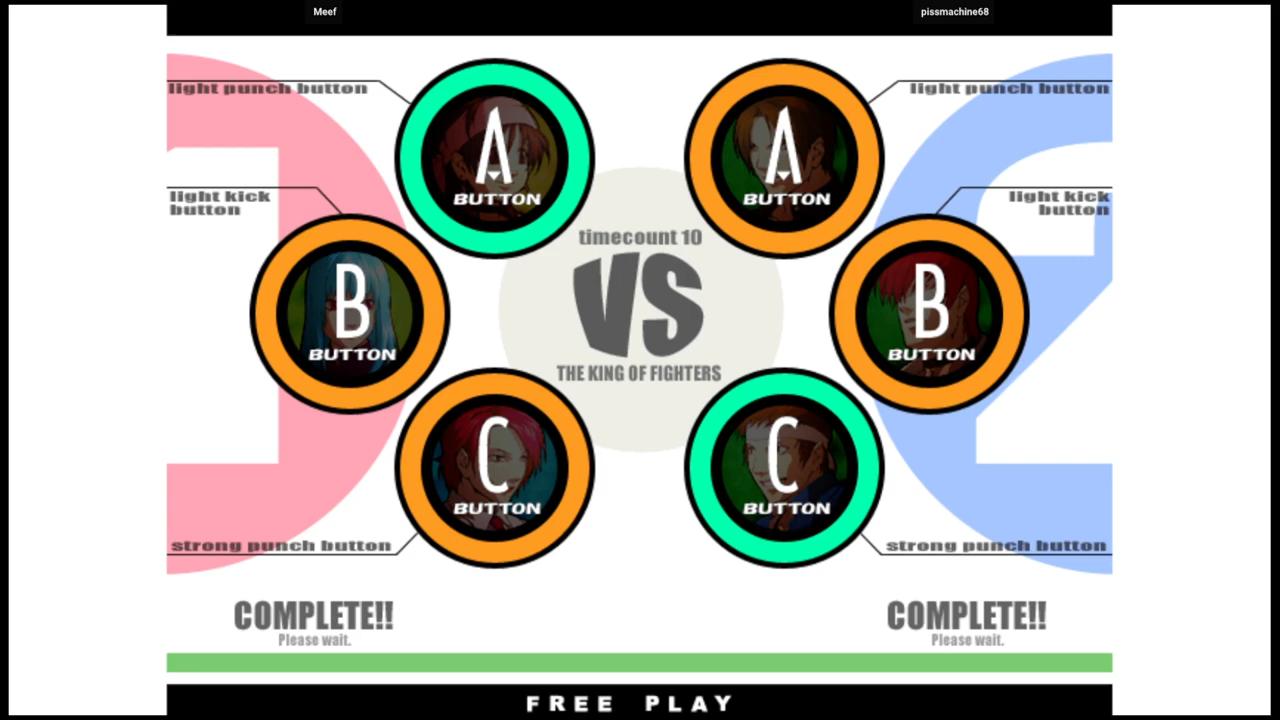 Meef
pissmachine68
light punch button
light punch button
A
BUTTON
A
BUTTON
light kick
button
light kick
button
B
BUTTON
B
BUTTON
timecount 10
VS
THE KING OF FIGHTERS
C
BUTTON
C
BUTTON
strong punch button
strong punch button
COMPLETE!!
Please wait.
COMPLETE!!
Please wait.
FREE PLAY
1
2